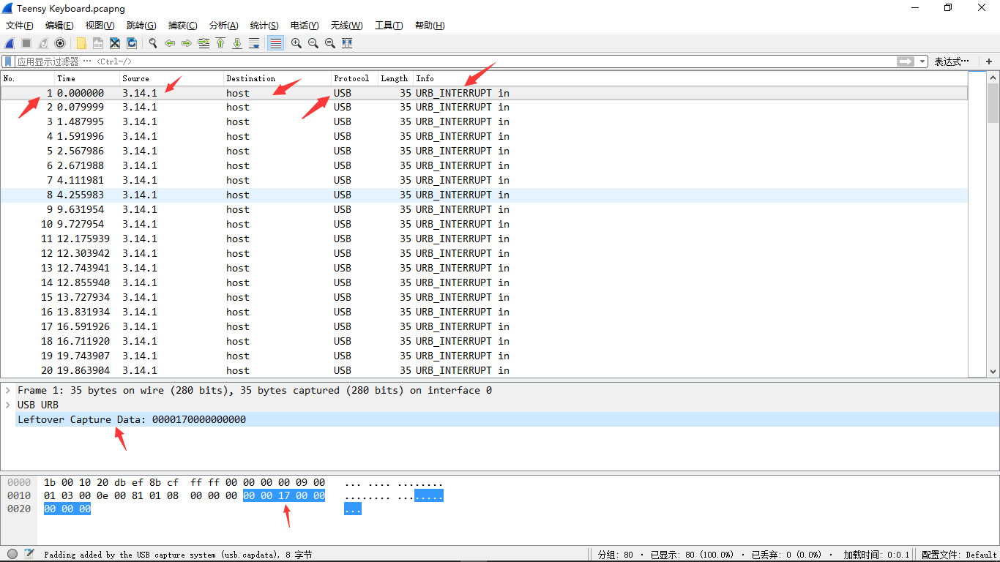 Teensy Keyboard.pcapng
文件(F) 编辑(E) 视图(V) 跳转(G) 捕获(C) 分析(A) 统计(S) 电话(Y) 无线(W) 工具(T) 帮助(H)
应用显示过滤器 … <Ctrl-/> 表达式… +
No. Time Source Destination Protocol Length Info
1 0.000000 3.14.1 host USB 35 URB_INTERRUPT in
2 0.079999 3.14.1 host USB 35 URB_INTERRUPT in
3 1.487995 3.14.1 host USB 35 URB_INTERRUPT in
4 1.591996 3.14.1 host USB 35 URB_INTERRUPT in
5 2.567986 3.14.1 host USB 35 URB_INTERRUPT in
6 2.671988 3.14.1 host USB 35 URB_INTERRUPT in
7 4.111981 3.14.1 host USB 35 URB_INTERRUPT in
8 4.255983 3.14.1 host USB 35 URB_INTERRUPT in
9 9.631954 3.14.1 host USB 35 URB_INTERRUPT in
10 9.727954 3.14.1 host USB 35 URB_INTERRUPT in
11 12.175939 3.14.1 host USB 35 URB_INTERRUPT in
12 12.303942 3.14.1 host USB 35 URB_INTERRUPT in
13 12.743941 3.14.1 host USB 35 URB_INTERRUPT in
14 12.855940 3.14.1 host USB 35 URB_INTERRUPT in
15 13.727934 3.14.1 host USB 35 URB_INTERRUPT in
16 13.831934 3.14.1 host USB 35 URB_INTERRUPT in
17 16.591926 3.14.1 host USB 35 URB_INTERRUPT in
18 16.711920 3.14.1 host USB 35 URB_INTERRUPT in
19 19.743907 3.14.1 host USB 35 URB_INTERRUPT in
20 19.863904 3.14.1 host USB 35 URB_INTERRUPT in
Frame 1: 35 bytes on wire (280 bits), 35 bytes captured (280 bits) on interface 0
USB URB
Leftover Capture Data: 0000170000000000
0000 1b 00 10 20 db ef 8b cf ff ff 00 00 00 00 09 00 ... .... ........
0010 01 03 00 0e 00 81 01 08 00 00 00 00 00 17 00 00 ........ ........
0020 00 00 00 ...
Padding added by the USB capture system (usb.capdata), 8 字节 分组: 80 · 已显示: 80 (100.0%) · 已丢弃: 0 (0.0%) · 加载时间: 0:0.1 配置文件: Default